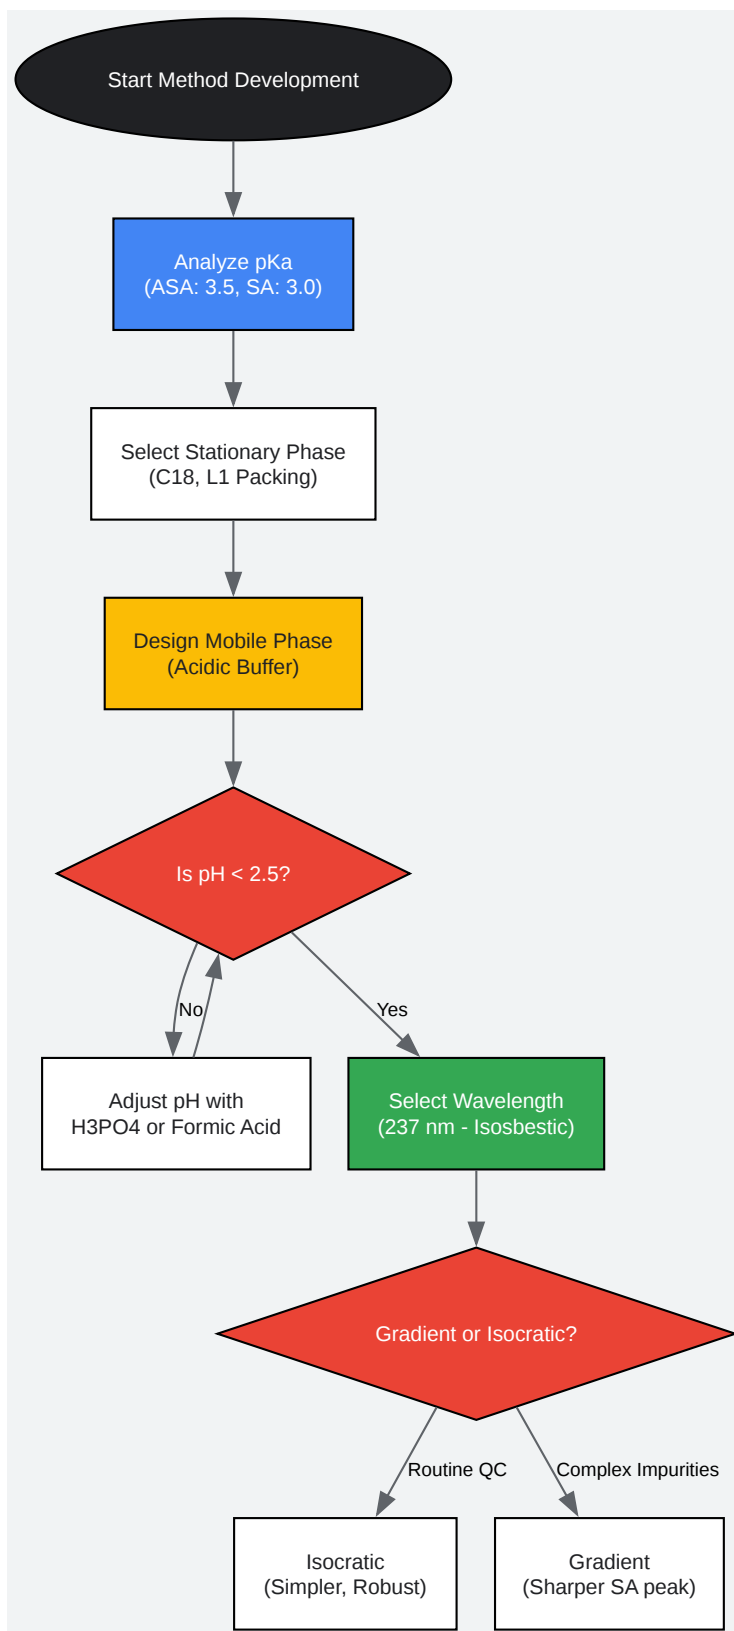 Start Method Development
Analyze pKa
(ASA: 3.5, SA: 3.0)
Select Stationary Phase
(C18, L1 Packing)
Design Mobile Phase
(Acidic Buffer)
Is pH < 2.5?
No
Yes
Adjust pH with
H3PO4 or Formic Acid
Select Wavelength
(237 nm - Isosbestic)
Gradient or Isocratic?
Routine QC
Complex Impurities
Isocratic
(Simpler, Robust)
Gradient
(Sharper SA peak)